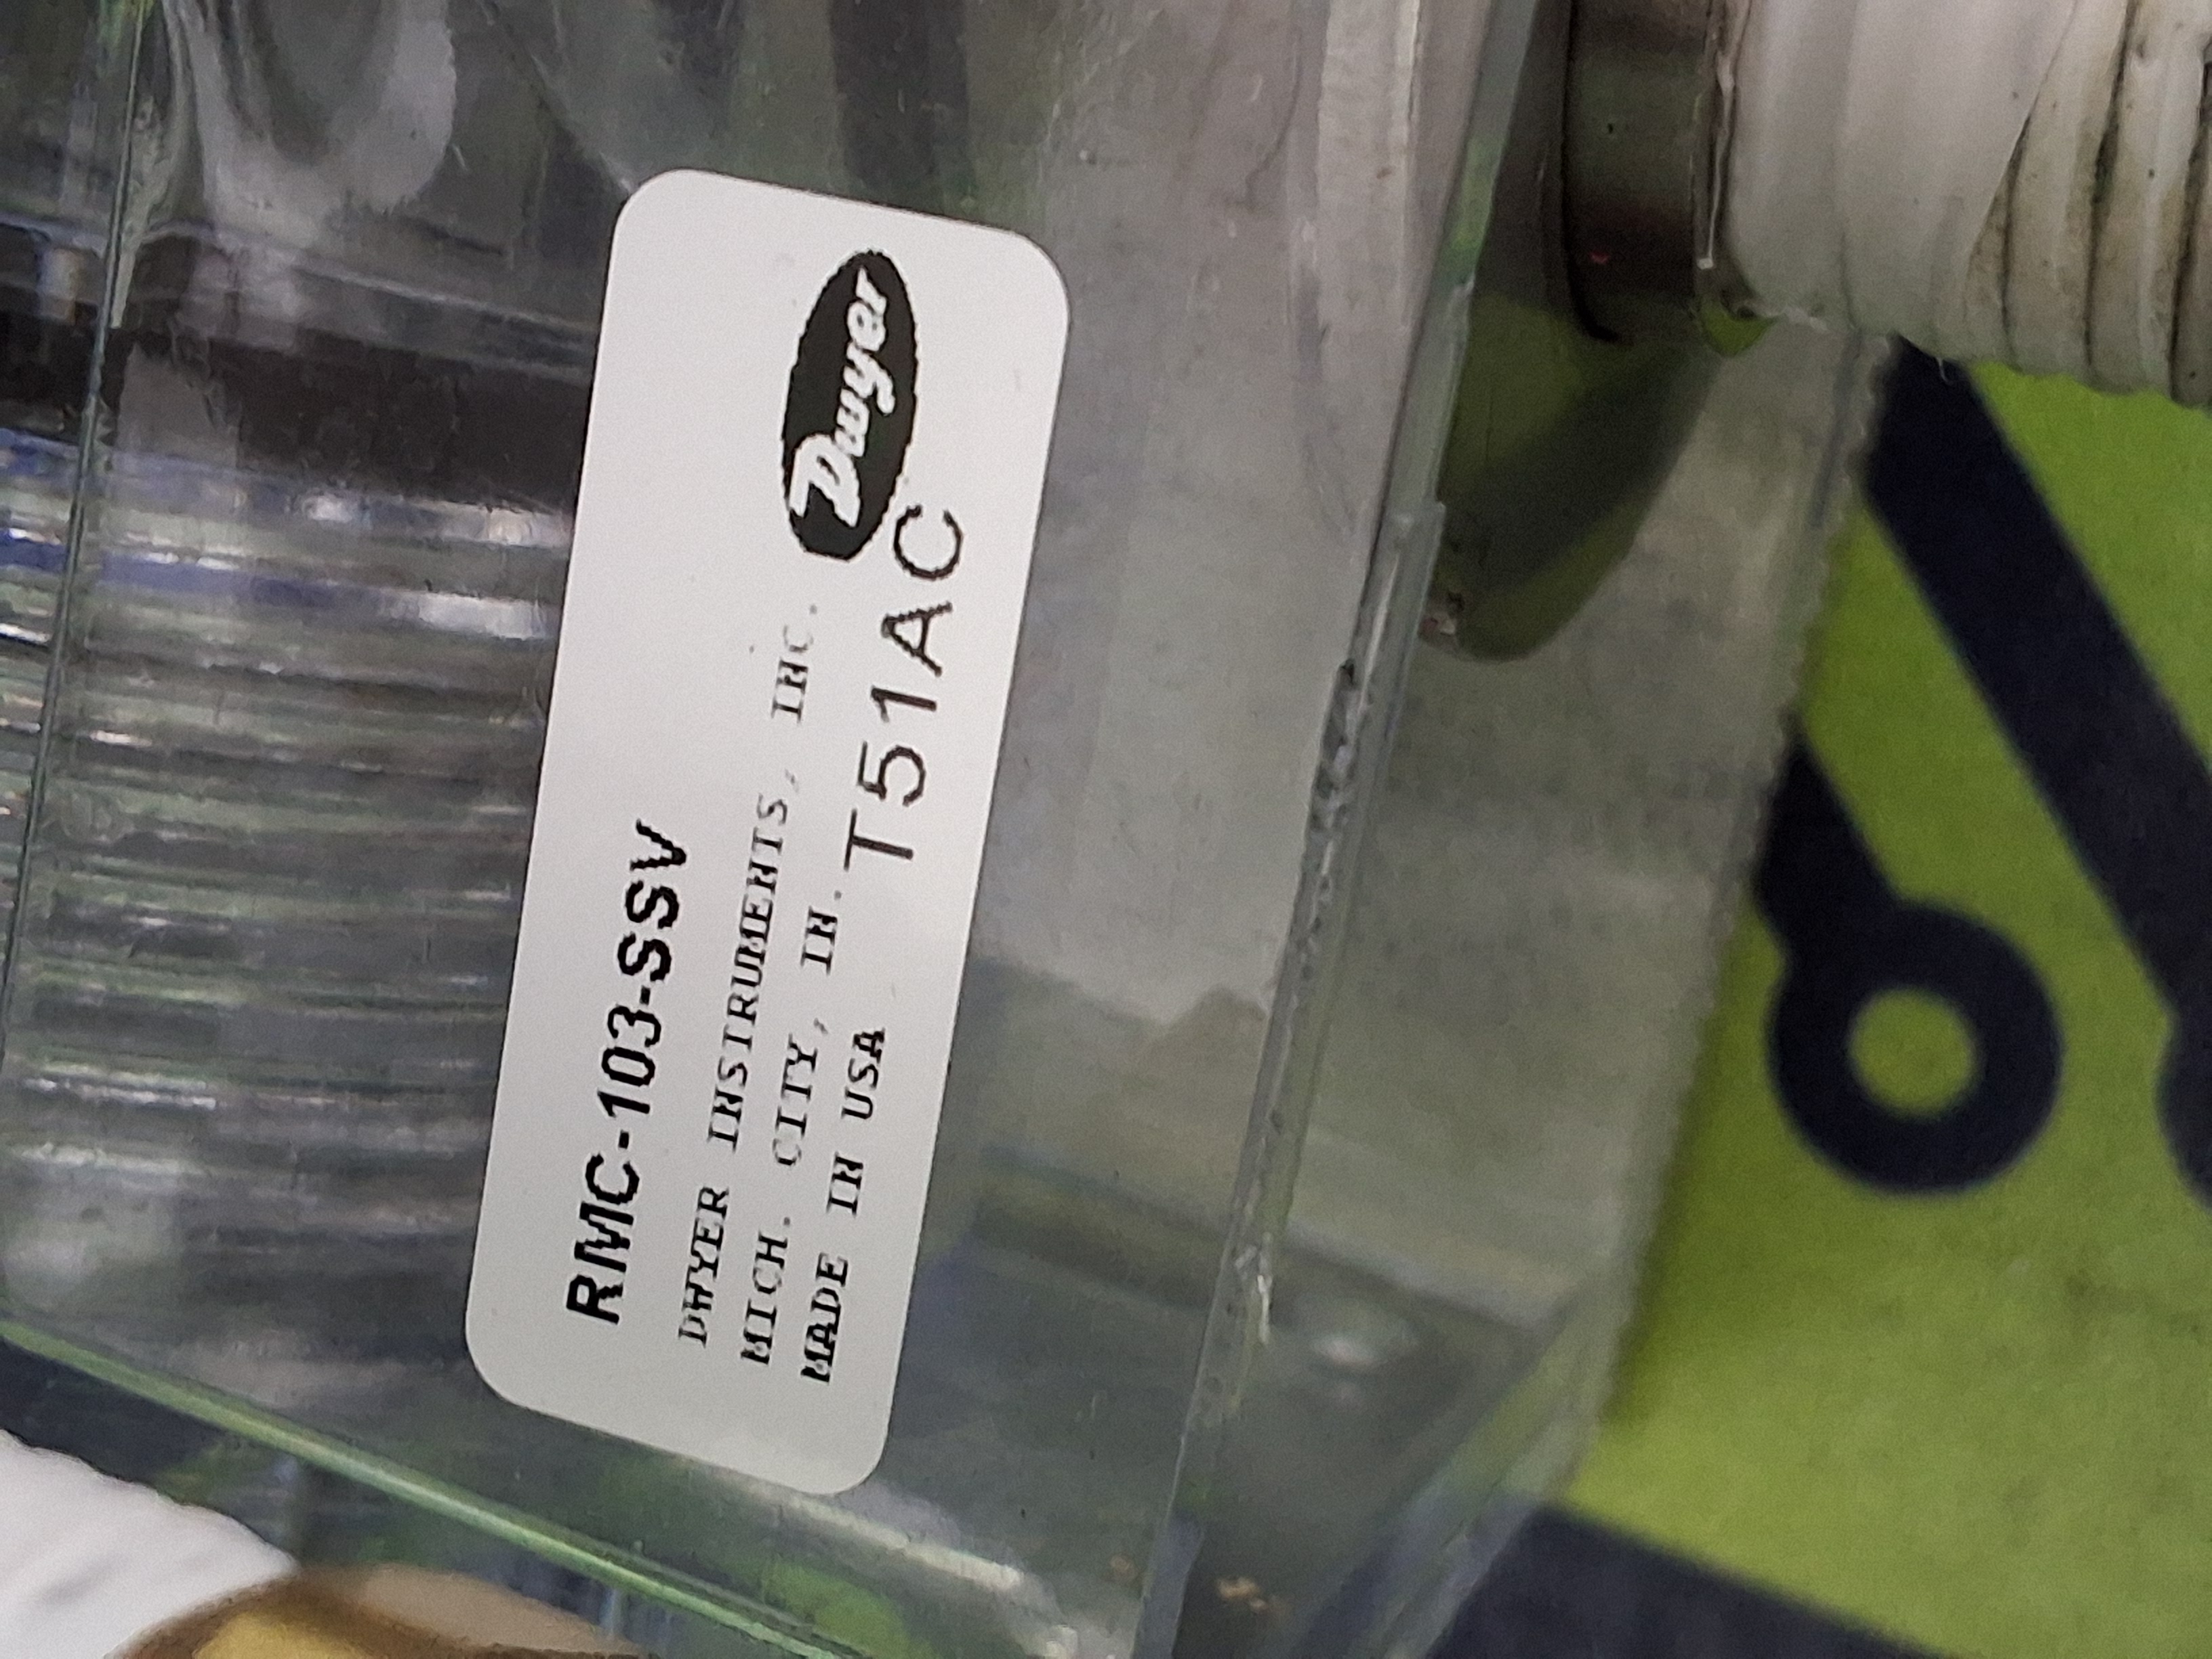 RMC-103-SSV
DWYER INSTRUMENTS, INC.
MICH. CITY, IN.
MADE IN USA
T51AC
Dwyer